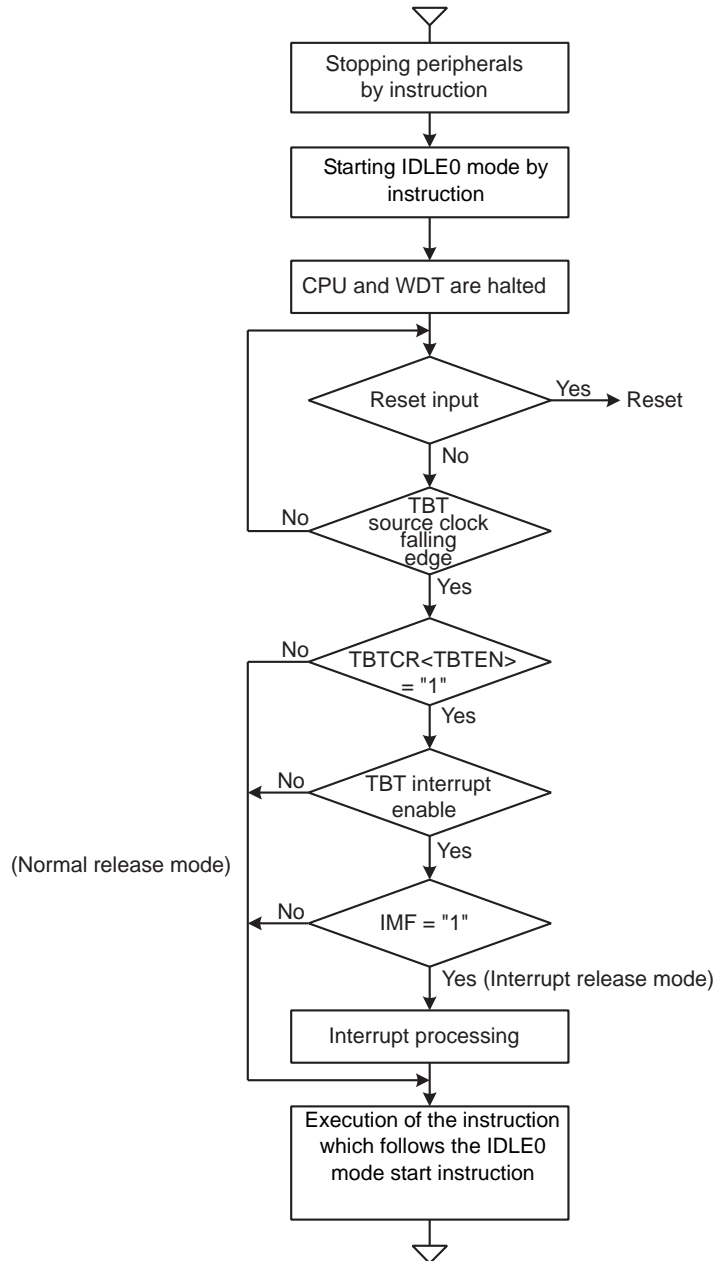 Stopping peripherals
by instruction
Starting IDLE0 mode by
instruction
CPU and WDT are halted
Reset input
Yes
Reset
No
TBT
source clock
falling
edge
No
Yes
TBTCR<TBTEN>
= "1"
No
Yes
TBT interrupt
enable
No
Yes
(Normal release mode)
IMF = "1"
No
Yes (Interrupt release mode)
Interrupt processing
Execution of the instruction
which follows the IDLE0
mode start instruction